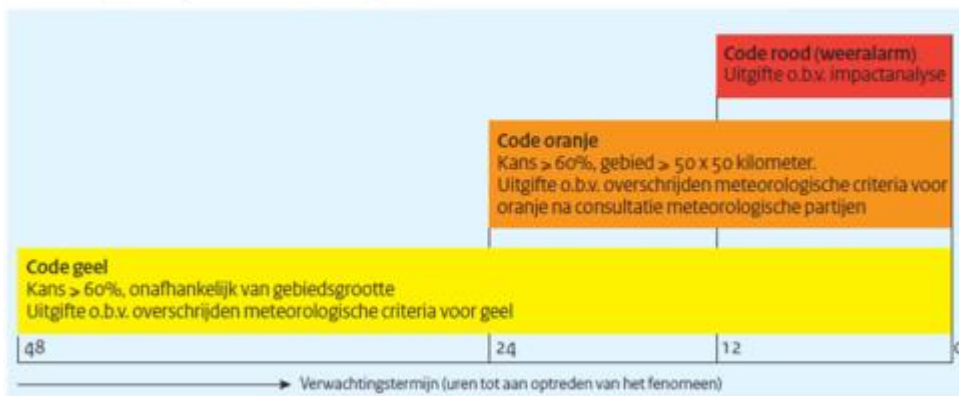 Code rood (weeralarm)
Uitgifte o.b.v. impactanalyse
Code oranje
Kans ⩾ 60%, gebied ⩾ 50 x 50 kilometer.
Uitgifte o.b.v. overschrijden meteorologische criteria voor
oranje na consultatie meteorologische partijen
Code geel
Kans ⩾ 60%, onafhankelijk van gebiedsgrootte
Uitgifte o.b.v. overschrijden meteorologische criteria voor geel
48 24 12 0
Verwachtingstermijn (uren tot aan optreden van het fenomeen)